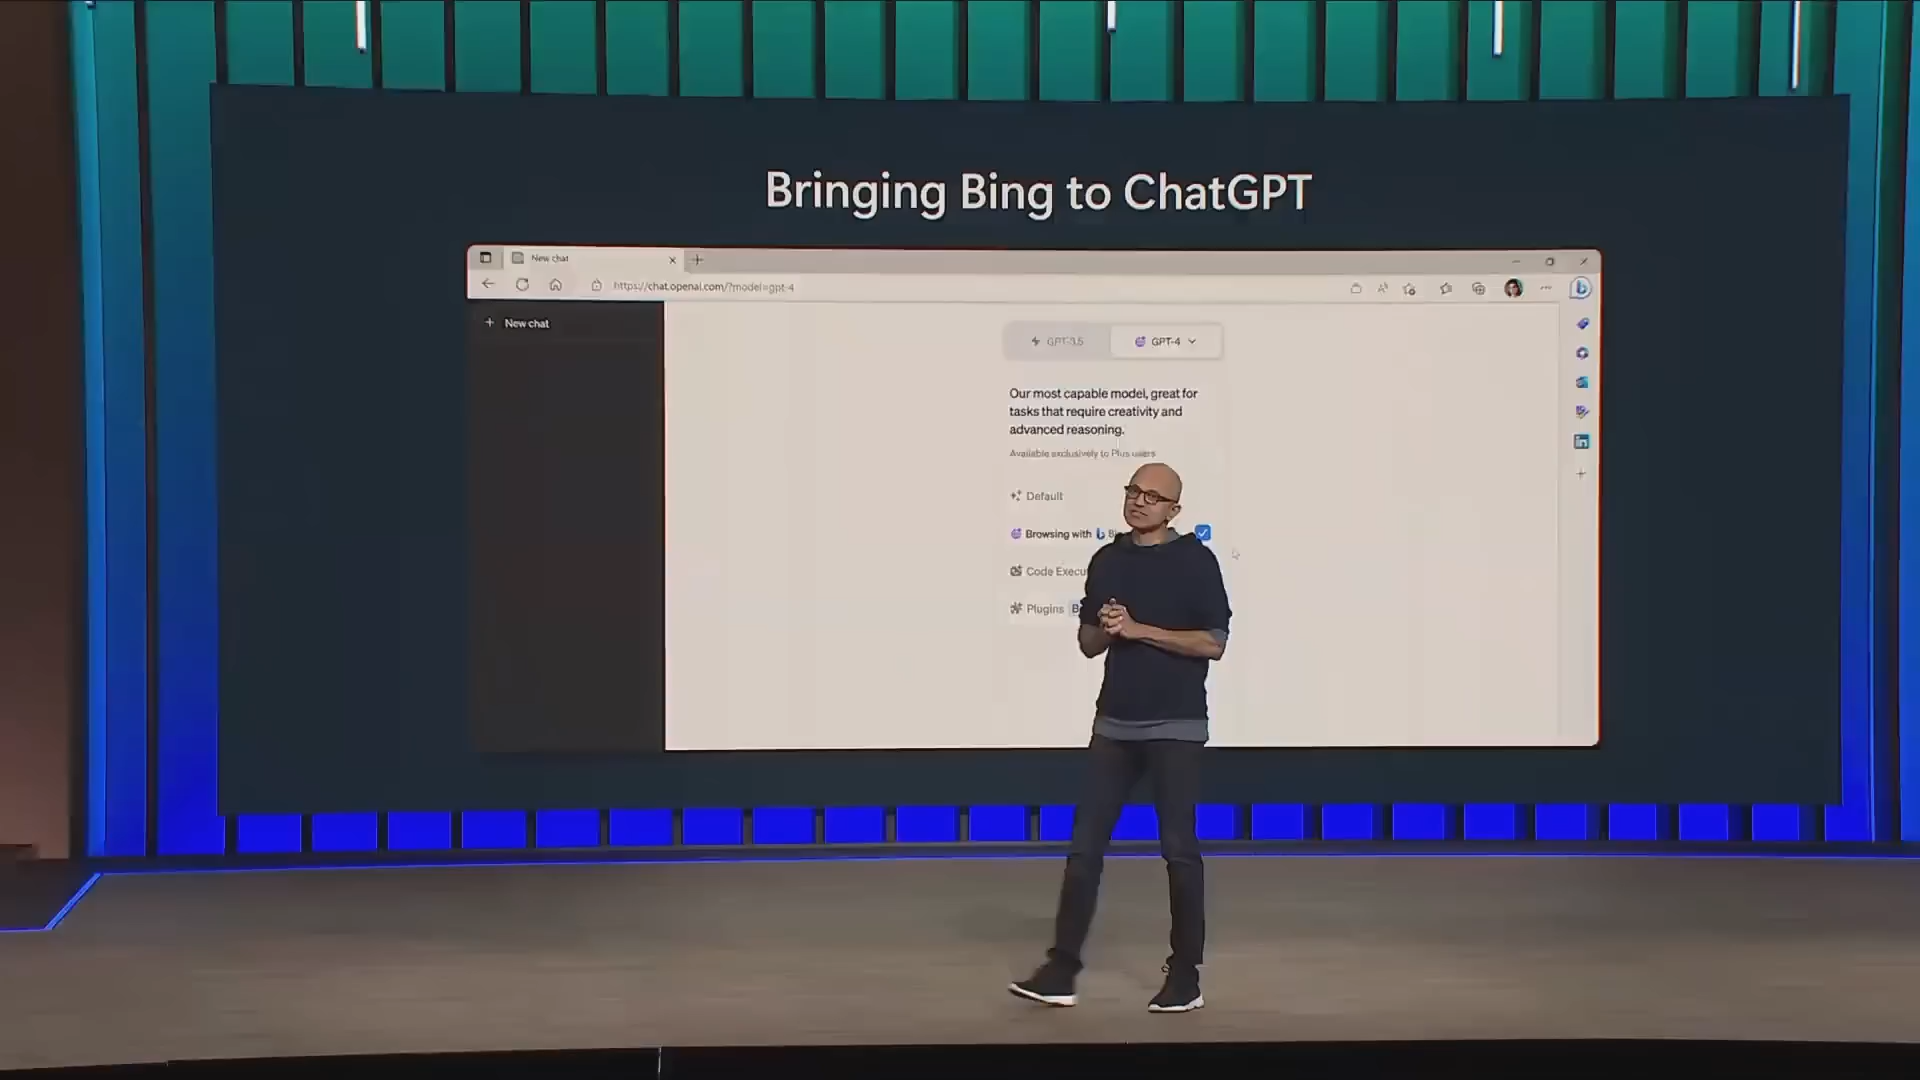 Bringing Bing to ChatGPT
New chat
https://chat.openai.com/?model=gpt-4
New chat
GPT-3.5
GPT-4
Our most capable model, great for
tasks that require creativity and
advanced reasoning.
Available exclusively to Plus users
Default
Browsing with
Code Execu
Plugins B